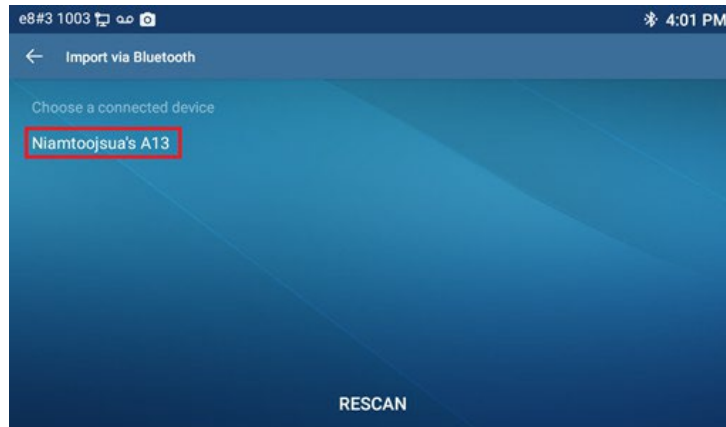 e8#3 1003
4:01 PM
Import via Bluetooth
Choose a connected device
Niamtoojsua's A13
RESCAN